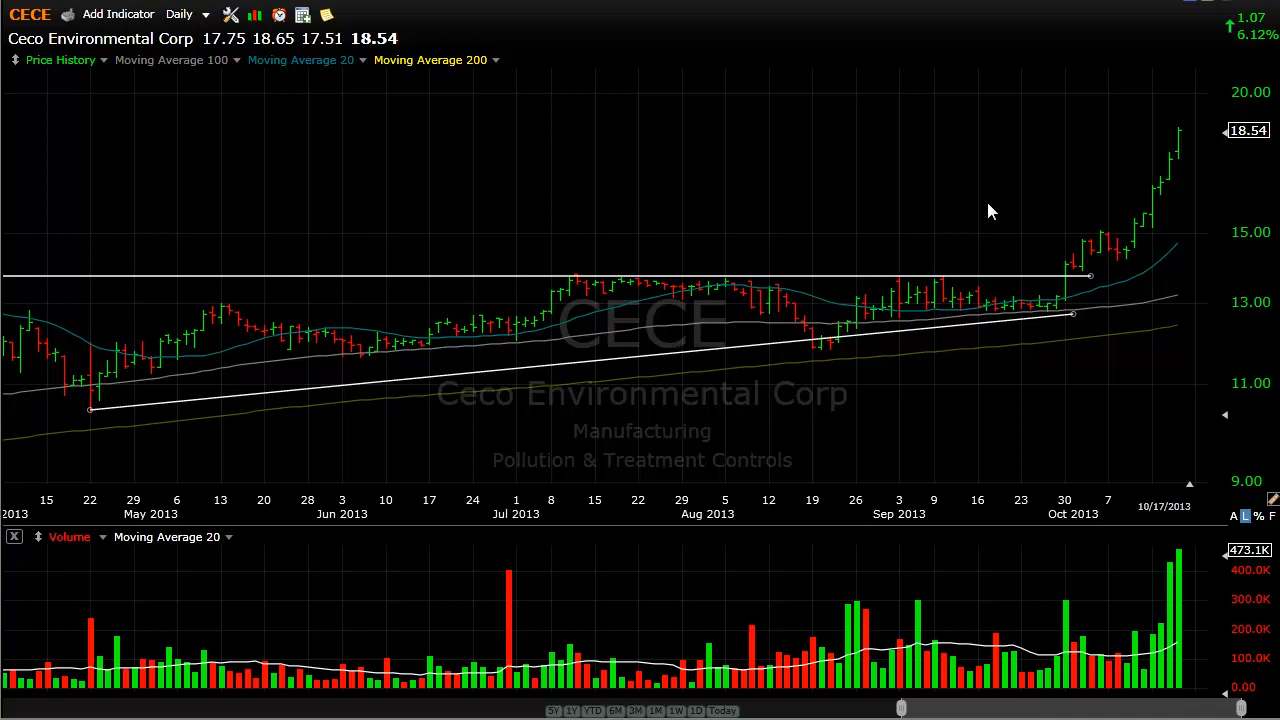 CECE Add Indicator Daily
1.07
6.12%
Ceco Environmental Corp 17.75 18.65 17.51 18.54
Price History Moving Average 100 Moving Average 20 Moving Average 200
20.00
18.54
15.00
13.00
11.00
9.00
CECE
Ceco Environmental Corp
Manufacturing
Pollution & Treatment Controls
15 22 29 6 13 20 28 3 10 17 24 1 8 15 22 29 5 12 19 26 3 9 16 23 30 7
2013 May 2013 Jun 2013 Jul 2013 Aug 2013 Sep 2013 Oct 2013 10/17/2013
A L % F
X Volume Moving Average 20
473.1K
400.0K
300.0K
200.0K
100.0K
0.00
5Y 1Y YTD 6M 3M 1M 1W 1D Today